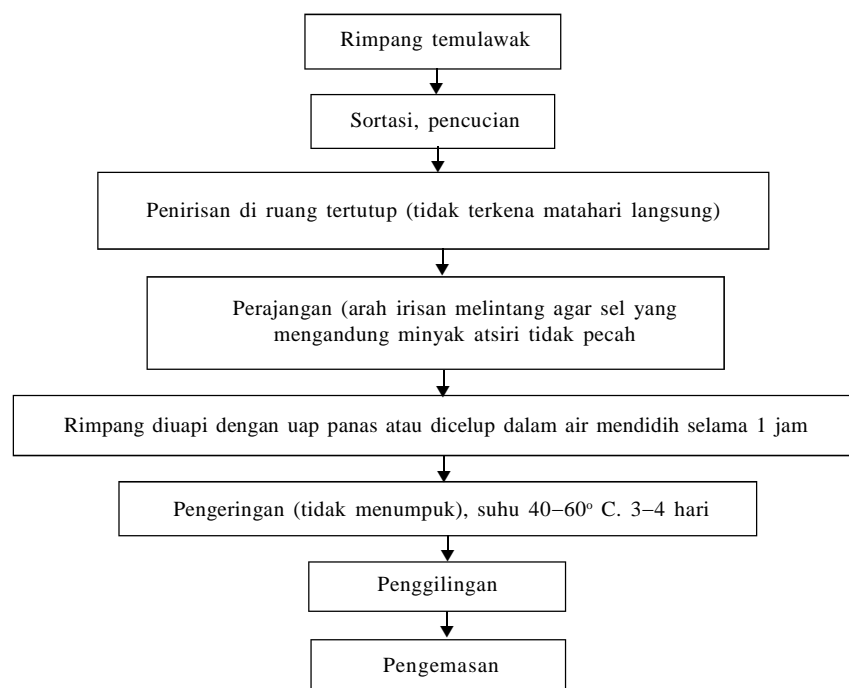 Rimpang temulawak
Sortasi, pencucian
Penirisan di ruang tertutup (tidak terkena matahari langsung)
Perajangan (arah irisan melintang agar sel yang
mengandung minyak atsiri tidak pecah
Rimpang diuapi dengan uap panas atau dicelup dalam air mendidih selama 1 jam
Pengeringan (tidak menumpuk), suhu 40–60º C. 3–4 hari
Penggilingan
Pengemasan